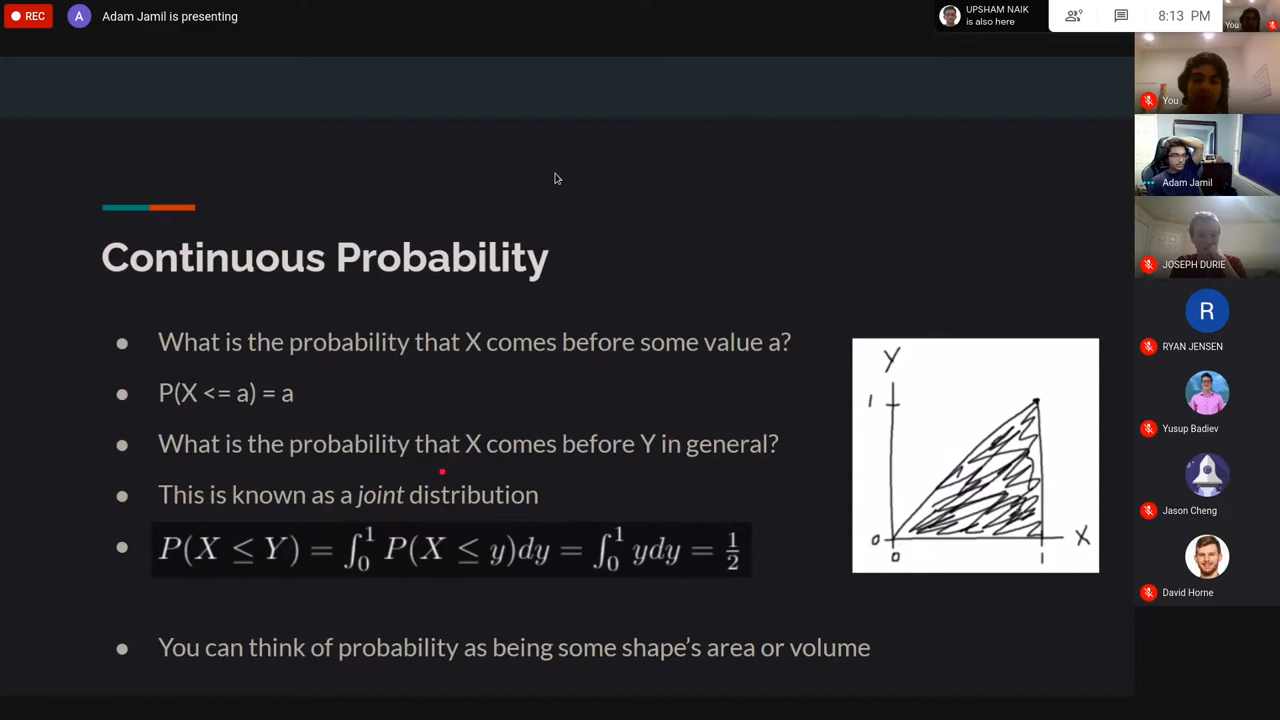 REC
A
Adam Jamil is presenting
UPSHAM NAIK
is also here
9
8:13 PM
You
You
Adam Jamil
JOSEPH DURIE
R
RYAN JENSEN
Yusup Badiev
Jason Cheng
David Horne
Continuous Probability
● What is the probability that X comes before some value a?
● P(X <= a) = a
● What is the probability that X comes before Y in general?
● This is known as a joint distribution
● P(X ≤ Y) = ∫₀¹ P(X ≤ y)dy = ∫₀¹ ydy = 1/2
● You can think of probability as being some shape's area or volume
Y
1
0
0
1
X